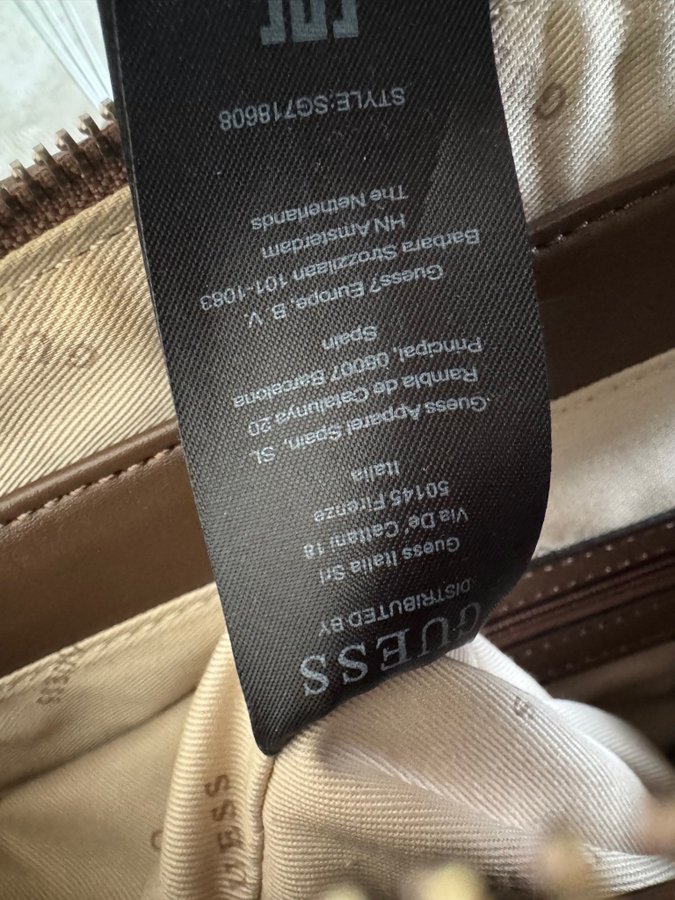 GUESS
DISTRIBUTED BY
Guess Italia Srl
Via De' Cattani 18
50145 Firenze
Italia
.Guess Apparel Spain, SL
Rambla de Catalunya 20
Principal, 08007 Barcelona
Spain
Guess? Europe, B. V.
Barbara Strozzilaan 101-1083
HN Amsterdam
The Netherlands
STYLE:SG718608